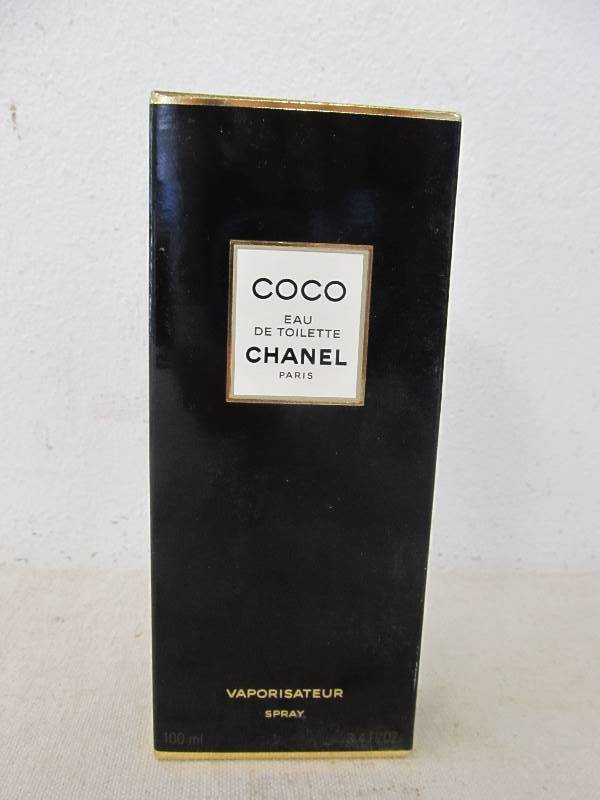 COCO
EAU
DE TOILETTE
CHANEL
PARIS
VAPORISATEUR
SPRAY
100 ml 3.4 FL.OZ.